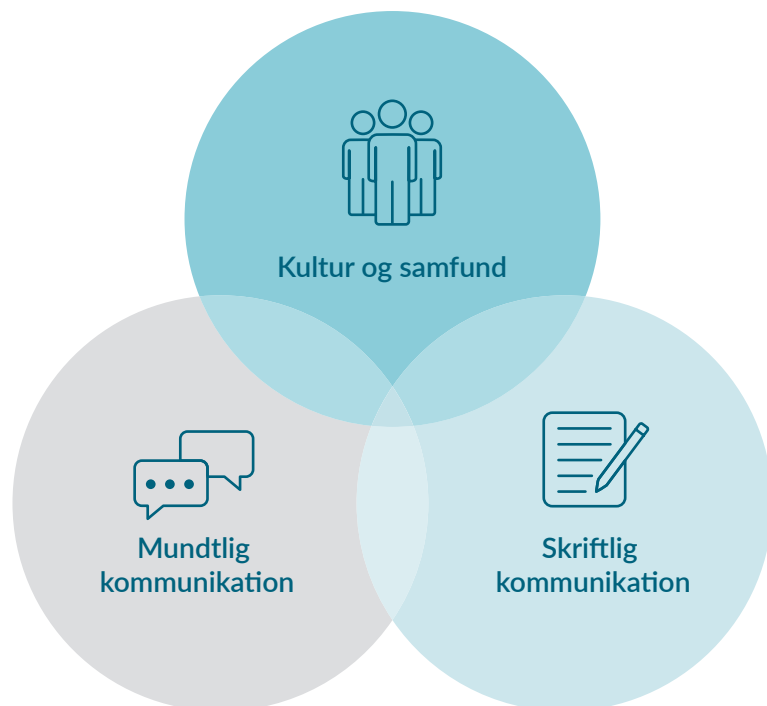 Kultur og samfund
Mundtlig
kommunikation
Skriftlig
kommunikation